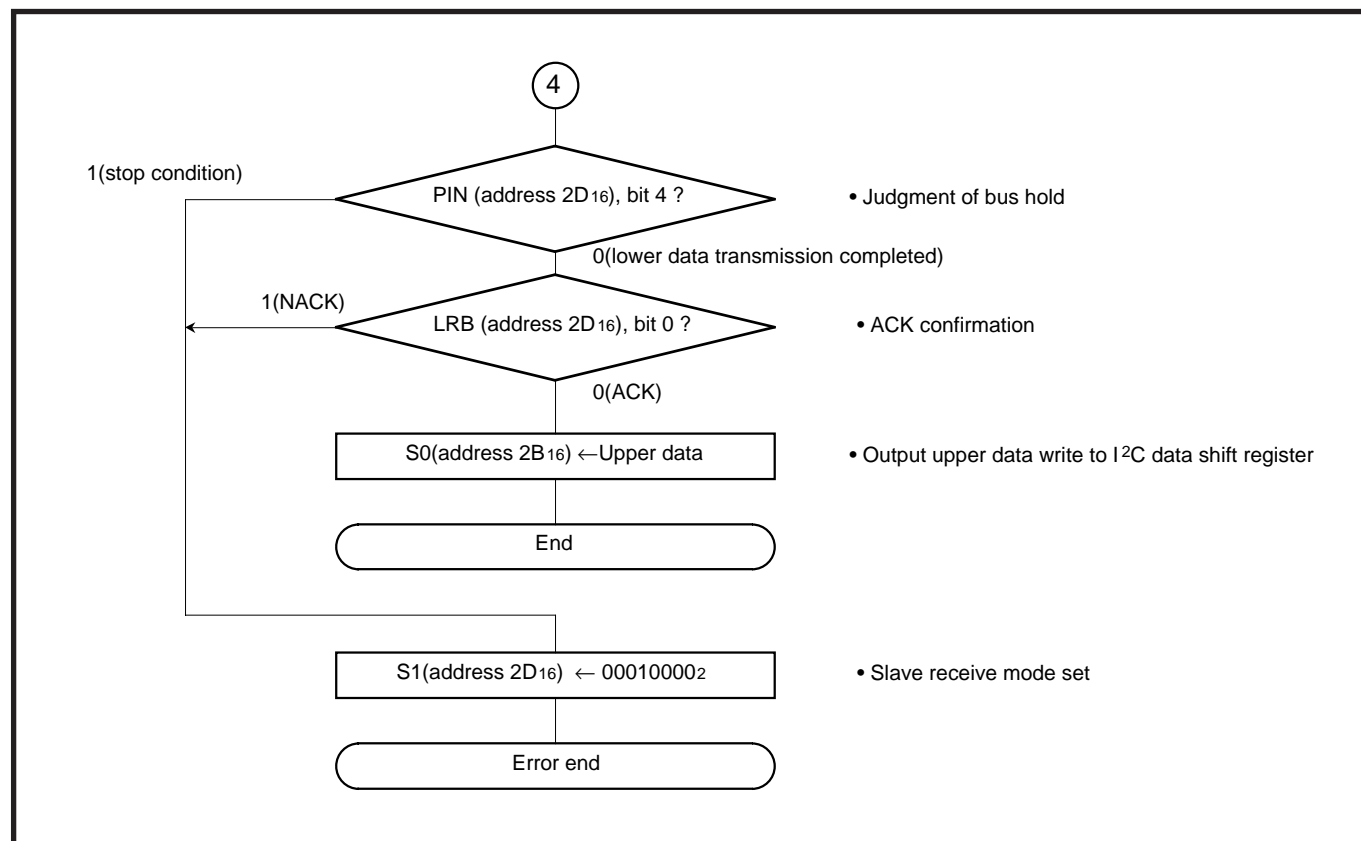 4
1(stop condition)
PIN (address 2D16), bit 4 ?
• Judgment of bus hold
0(lower data transmission completed)
1(NACK)
LRB (address 2D16), bit 0 ?
• ACK confirmation
0(ACK)
S0(address 2B16) ←Upper data
• Output upper data write to I2C data shift register
End
S1(address 2D16) ← 000100002
• Slave receive mode set
Error end